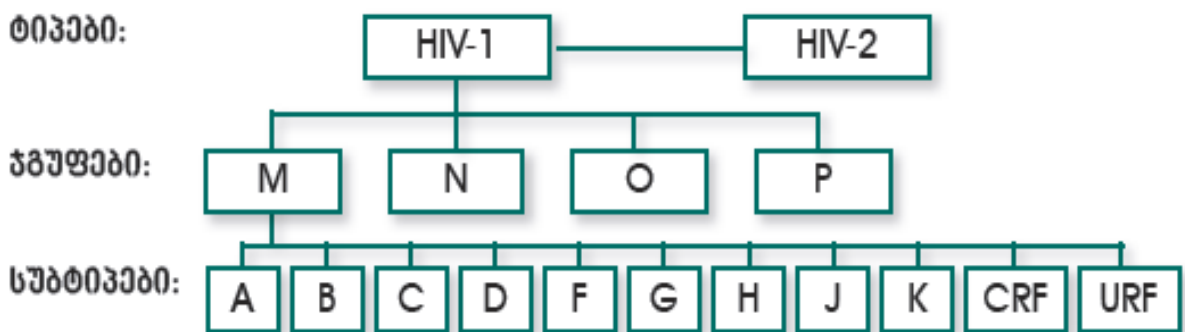 ტიპები: HIV-1 HIV-2
ჯგუფები: M N O P
სუბტიპები: A B C D F G H J K CRF URF